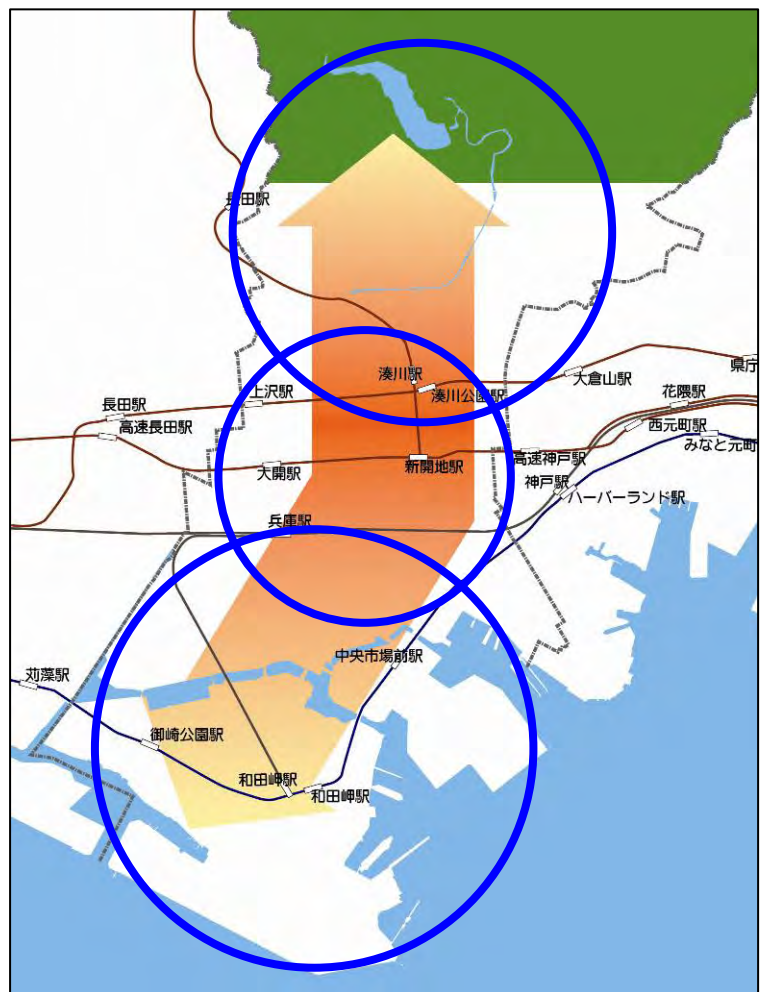 長田駅
湊川駅
大倉山駅
県庁
上沢駅
湊川公園駅
花隈駅
長田駅
高速長田駅
西元町駅
みなと元町
大開駅
新開地駅
高速神戸駅
神戸駅
ハーバーランド駅
兵庫駅
中央市場前駅
苅藻駅
御崎公園駅
和田岬駅
和田岬駅